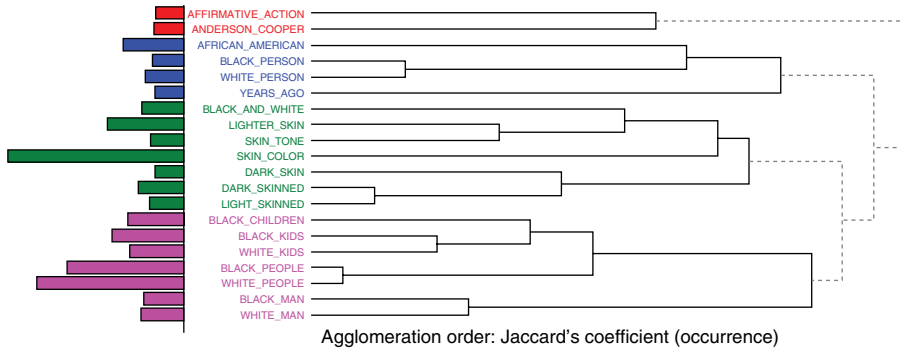 AFFIRMATIVE_ACTION
ANDERSON_COOPER
AFRICAN_AMERICAN
BLACK_PERSON
WHITE_PERSON
YEARS_AGO
BLACK_AND_WHITE
LIGHTER_SKIN
SKIN_TONE
SKIN_COLOR
DARK_SKIN
DARK_SKINNED
LIGHT_SKINNED
BLACK_CHILDREN
BLACK_KIDS
WHITE_KIDS
BLACK_PEOPLE
WHITE_PEOPLE
BLACK_MAN
WHITE_MAN
Agglomeration order: Jaccard's coefficient (occurrence)